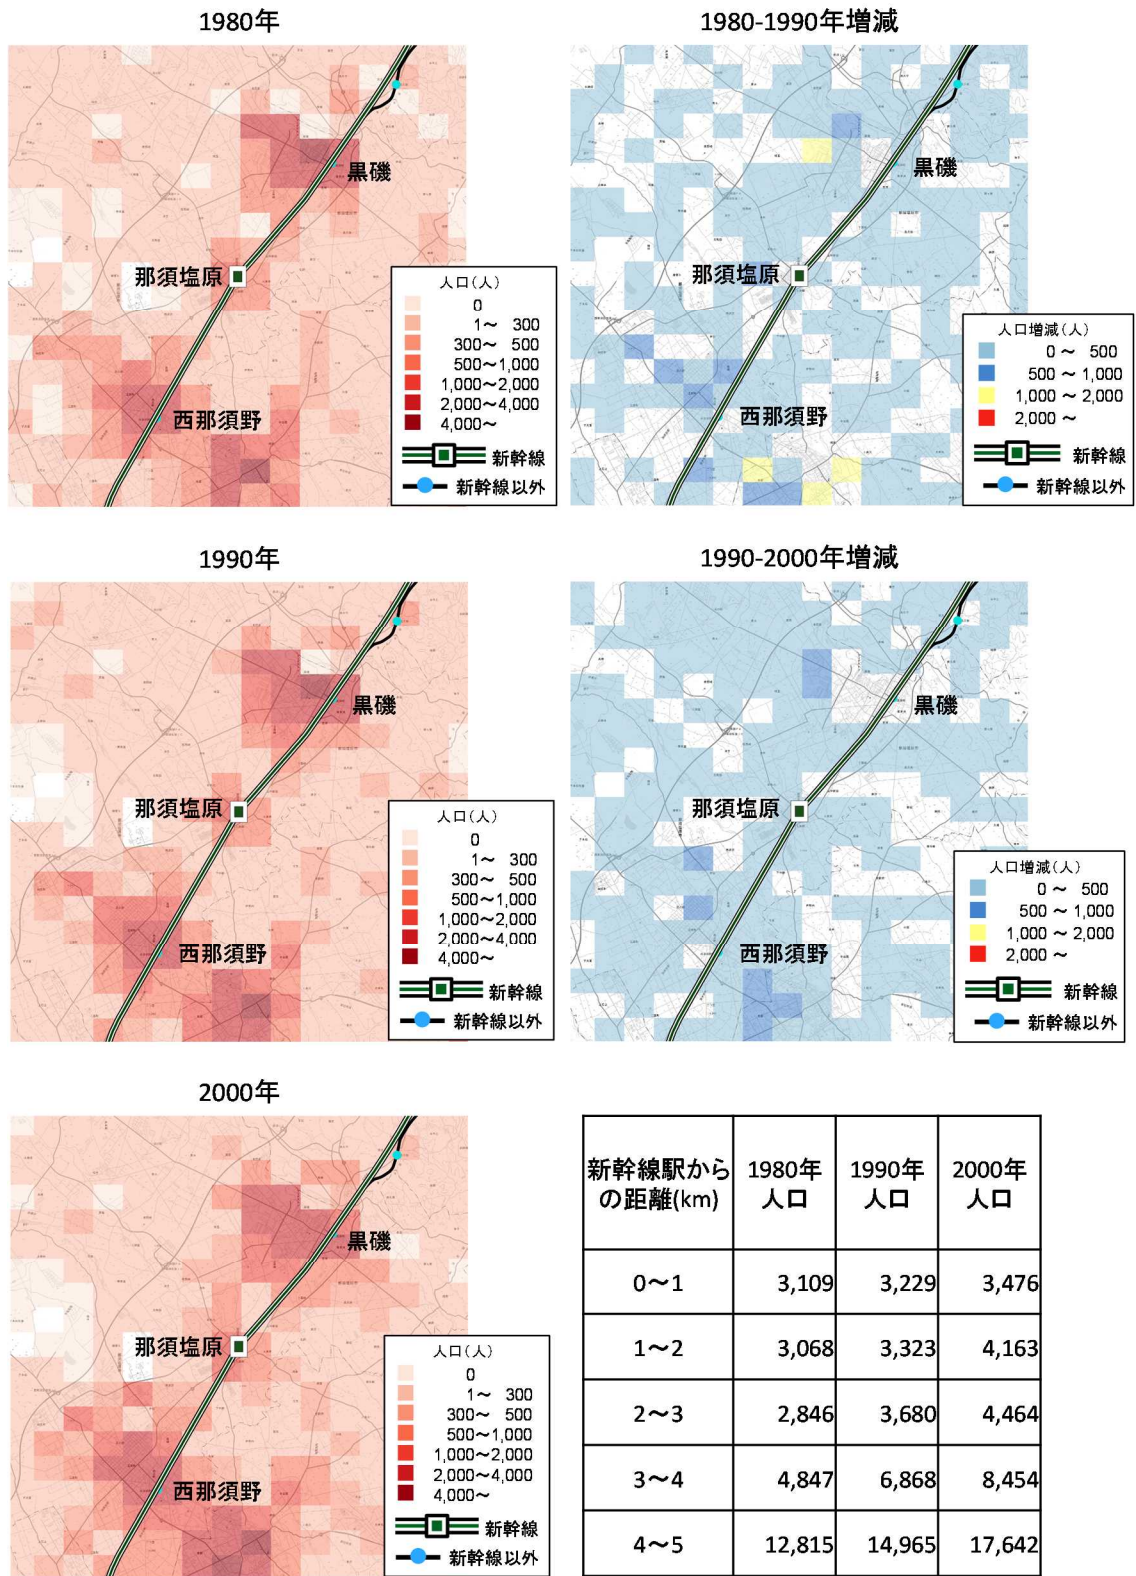 1980年
1980-1990年増減
黒磯
那須塩原
西那須野
人口(人)
0
1～ 300
300～ 500
500～1,000
1,000～2,000
2,000～4,000
4,000～
新幹線
新幹線以外
黒磯
那須塩原
西那須野
人口増減(人)
0 ～ 500
500 ～ 1,000
1,000 ～ 2,000
2,000 ～
新幹線
新幹線以外
1990年
1990-2000年増減
黒磯
那須塩原
西那須野
人口(人)
0
1～ 300
300～ 500
500～1,000
1,000～2,000
2,000～4,000
4,000～
新幹線
新幹線以外
黒磯
那須塩原
西那須野
人口増減(人)
0 ～ 500
500 ～ 1,000
1,000 ～ 2,000
2,000 ～
新幹線
新幹線以外
2000年
黒磯
那須塩原
西那須野
人口(人)
0
1～ 300
300～ 500
500～1,000
1,000～2,000
2,000～4,000
4,000～
新幹線
新幹線以外
新幹線駅から
の距離(km)
1980年
人口
1990年
人口
2000年
人口
0～1 3,109 3,229 3,476
1～2 3,068 3,323 4,163
2～3 2,846 3,680 4,464
3～4 4,847 6,868 8,454
4～5 12,815 14,965 17,642